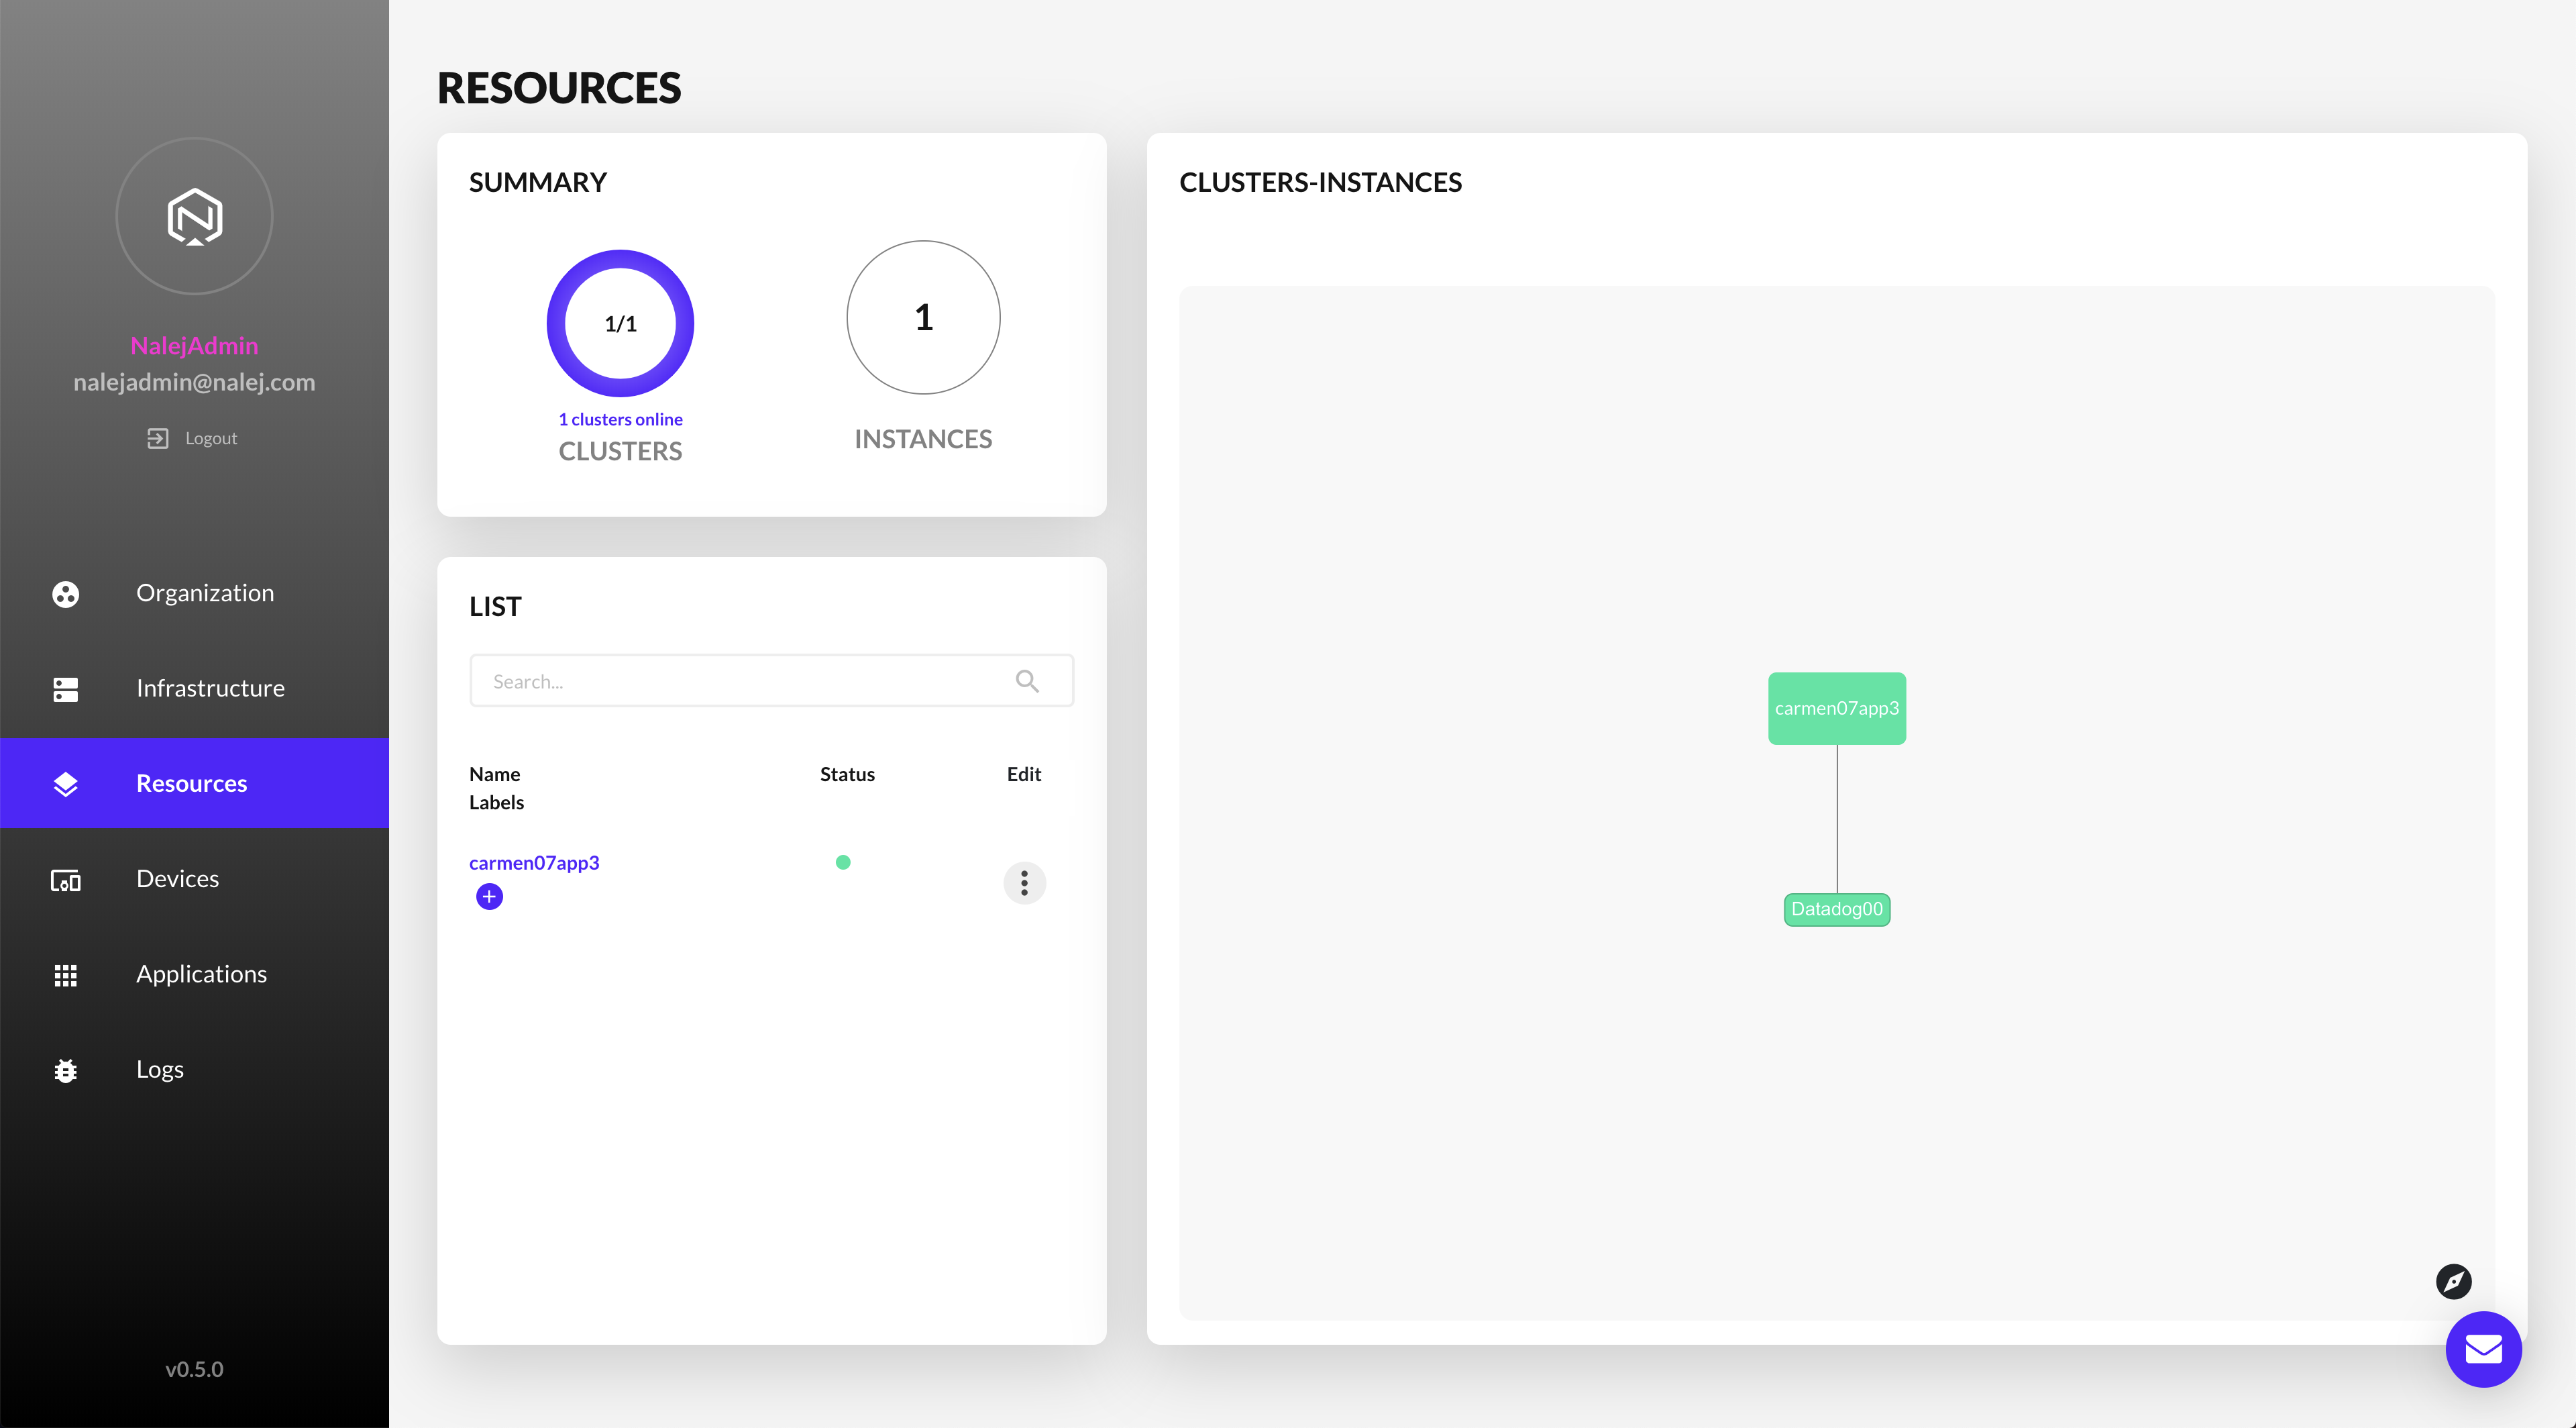 NalejAdmin
nalejadmin@nalej.com
Logout
Organization
Infrastructure
Resources
Devices
Applications
Logs
v0.5.0
RESOURCES
SUMMARY
1/1
1 clusters online
CLUSTERS
1
INSTANCES
LIST
Search...
Name
Labels
Status
Edit
carmen07app3
CLUSTERS-INSTANCES
carmen07app3
Datadog00